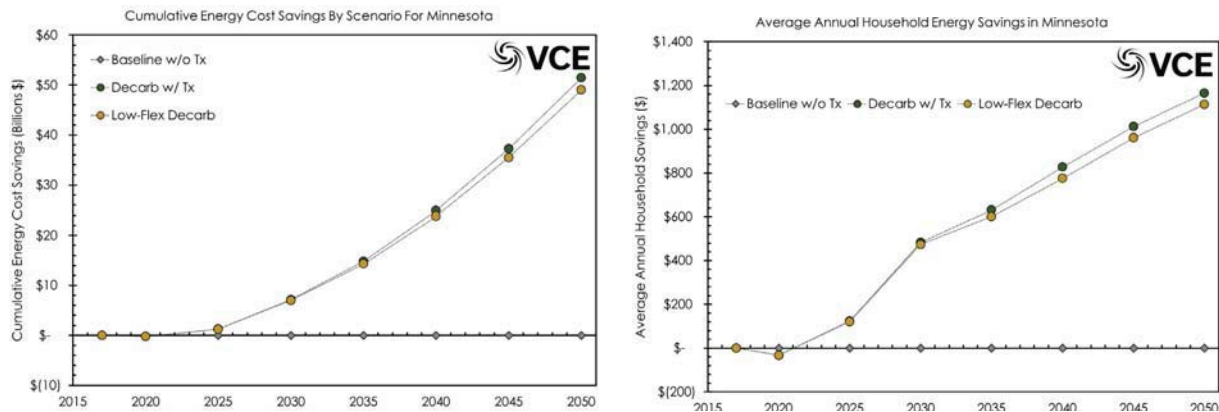 Cumulative Energy Cost Savings By Scenario For Minnesota
$60
$50
$40
$30
$20
$10
$-
$(10)
Cumulative Energy Cost Savings (Billions $)
Baseline w/o Tx
Decarb w/ Tx
Low-Flex Decarb
VCE
2015 2020 2025 2030 2035 2040 2045 2050
Average Annual Household Energy Savings in Minnesota
$1,400
$1,200
$1,000
$800
$600
$400
$200
$-
$(200)
Average Annual Household Savings ($)
VCE
Baseline w/o Tx Decarb w/ Tx Low-Flex Decarb
2015 2020 2025 2030 2035 2040 2045 2050